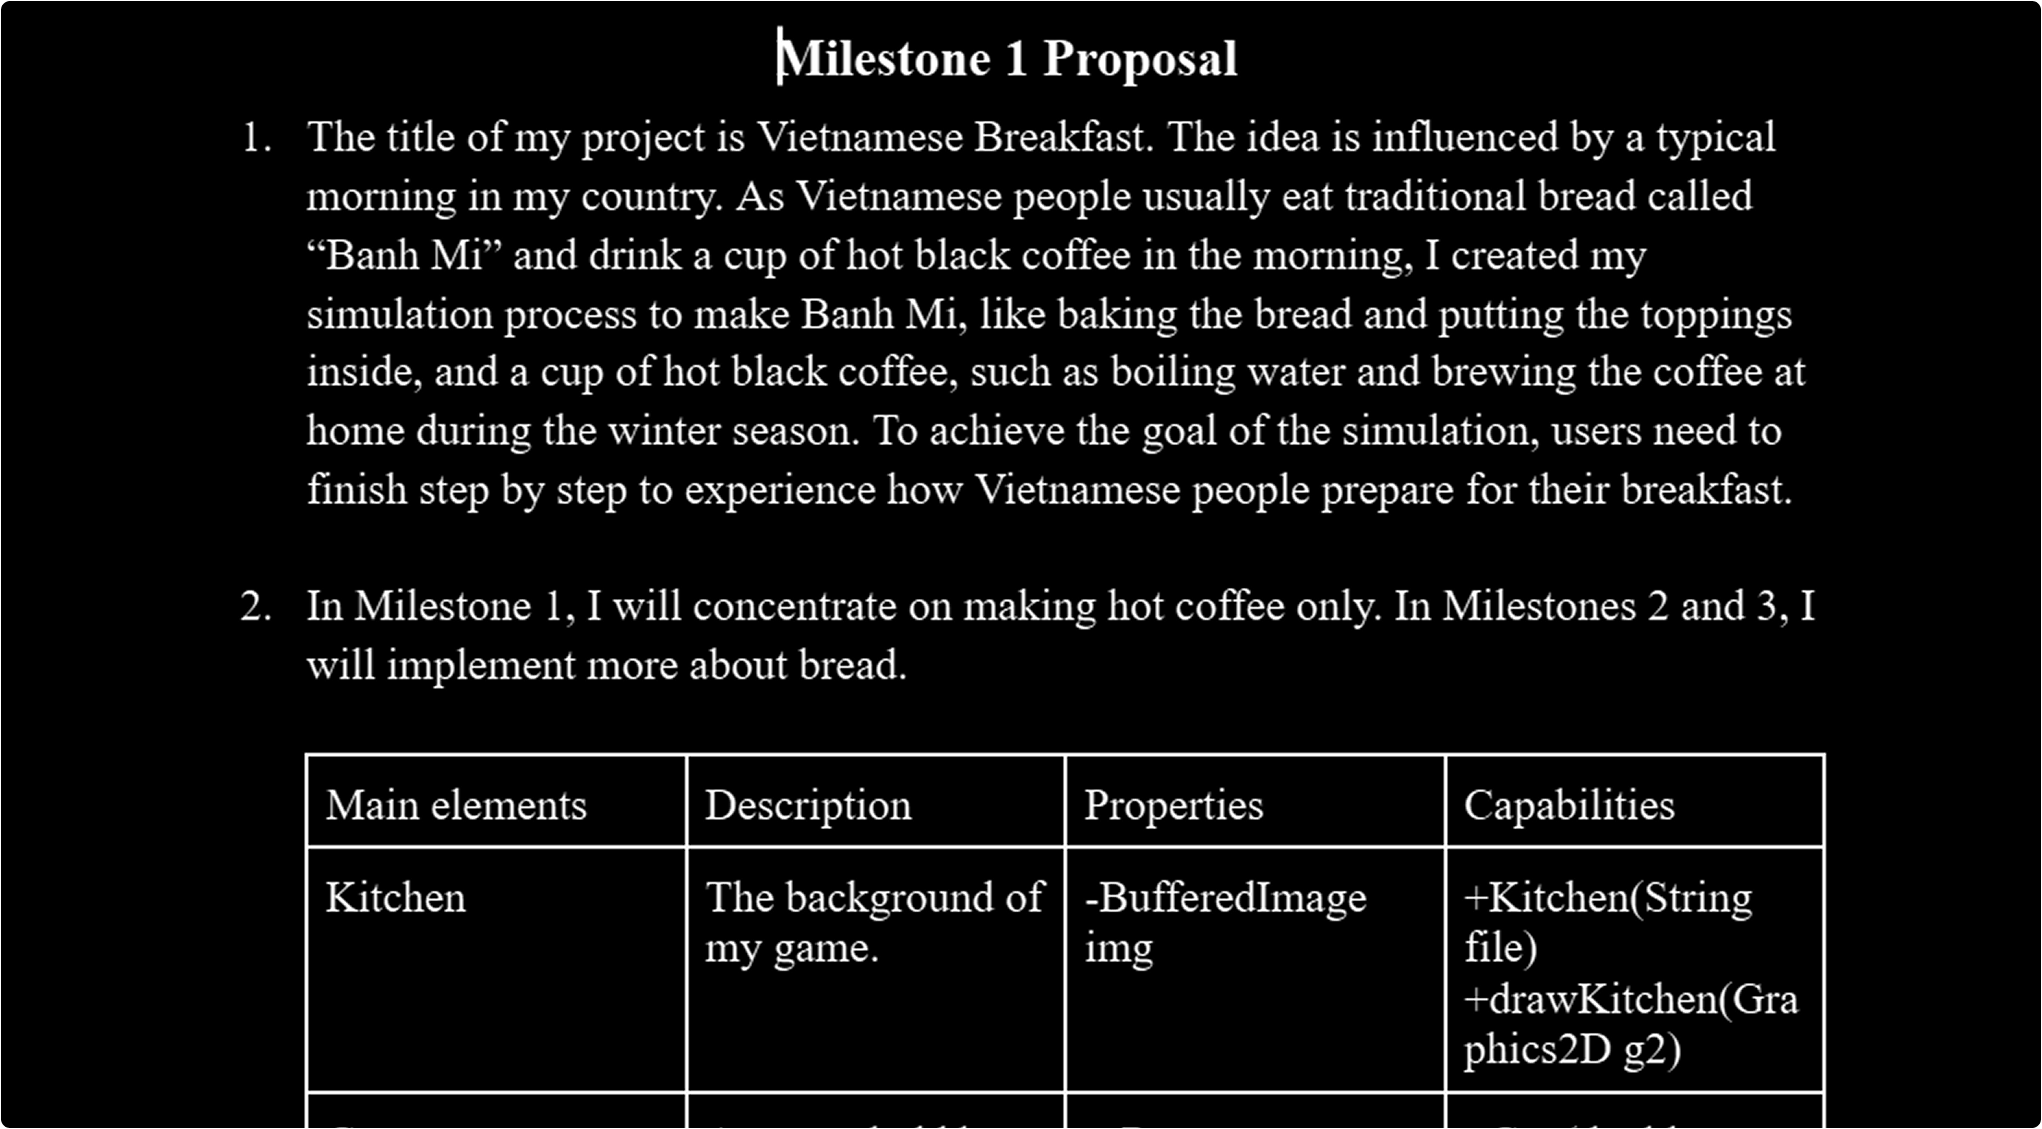 Milestone 1 Proposal
1. The title of my project is Vietnamese Breakfast. The idea is influenced by a typical
morning in my country. As Vietnamese people usually eat traditional bread called
“Banh Mi” and drink a cup of hot black coffee in the morning, I created my
simulation process to make Banh Mi, like baking the bread and putting the toppings
inside, and a cup of hot black coffee, such as boiling water and brewing the coffee at
home during the winter season. To achieve the goal of the simulation, users need to
finish step by step to experience how Vietnamese people prepare for their breakfast.
2. In Milestone 1, I will concentrate on making hot coffee only. In Milestones 2 and 3, I
will implement more about bread.
Main elements Description Properties Capabilities
Kitchen
The background of
my game.
-BufferedImage
img
+Kitchen(String
file)
+drawKitchen(Gra
phics2D g2)